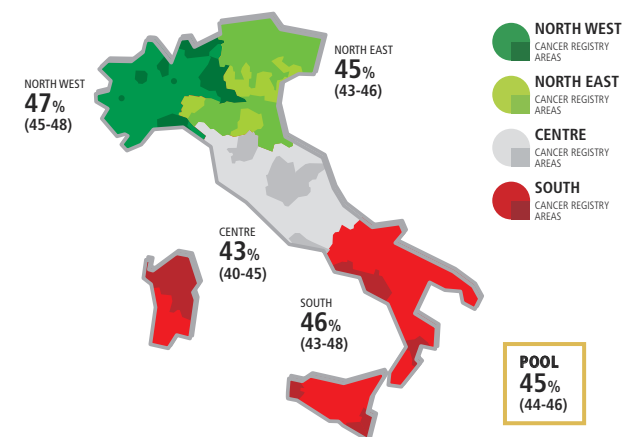 NORTH WEST
47%
(45-48)
NORTH EAST
45%
(43-46)
CENTRE
43%
(40-45)
SOUTH
46%
(43-48)
NORTH WEST
CANCER REGISTRY
AREAS
NORTH EAST
CANCER REGISTRY
AREAS
CENTRE
CANCER REGISTRY
AREAS
SOUTH
CANCER REGISTRY
AREAS
POOL
45%
(44-46)